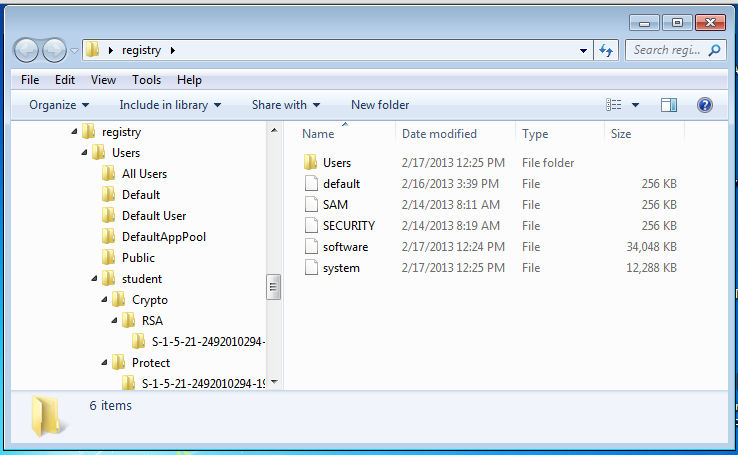 registry
Search regi...
File Edit View Tools Help
Organize Include in library Share with New folder
Name Date modified Type Size
registry
Users
All Users
Default
Default User
DefaultAppPool
Public
student
Crypto
RSA
S-1-5-21-2492010294-
Protect
S-1-5-21-2492010294-19
Users 2/17/2013 12:25 PM File folder
default 2/16/2013 3:39 PM File 256 KB
SAM 2/14/2013 8:11 AM File 256 KB
SECURITY 2/14/2013 8:19 AM File 256 KB
software 2/17/2013 12:24 PM File 34,048 KB
system 2/17/2013 12:25 PM File 12,288 KB
6 items